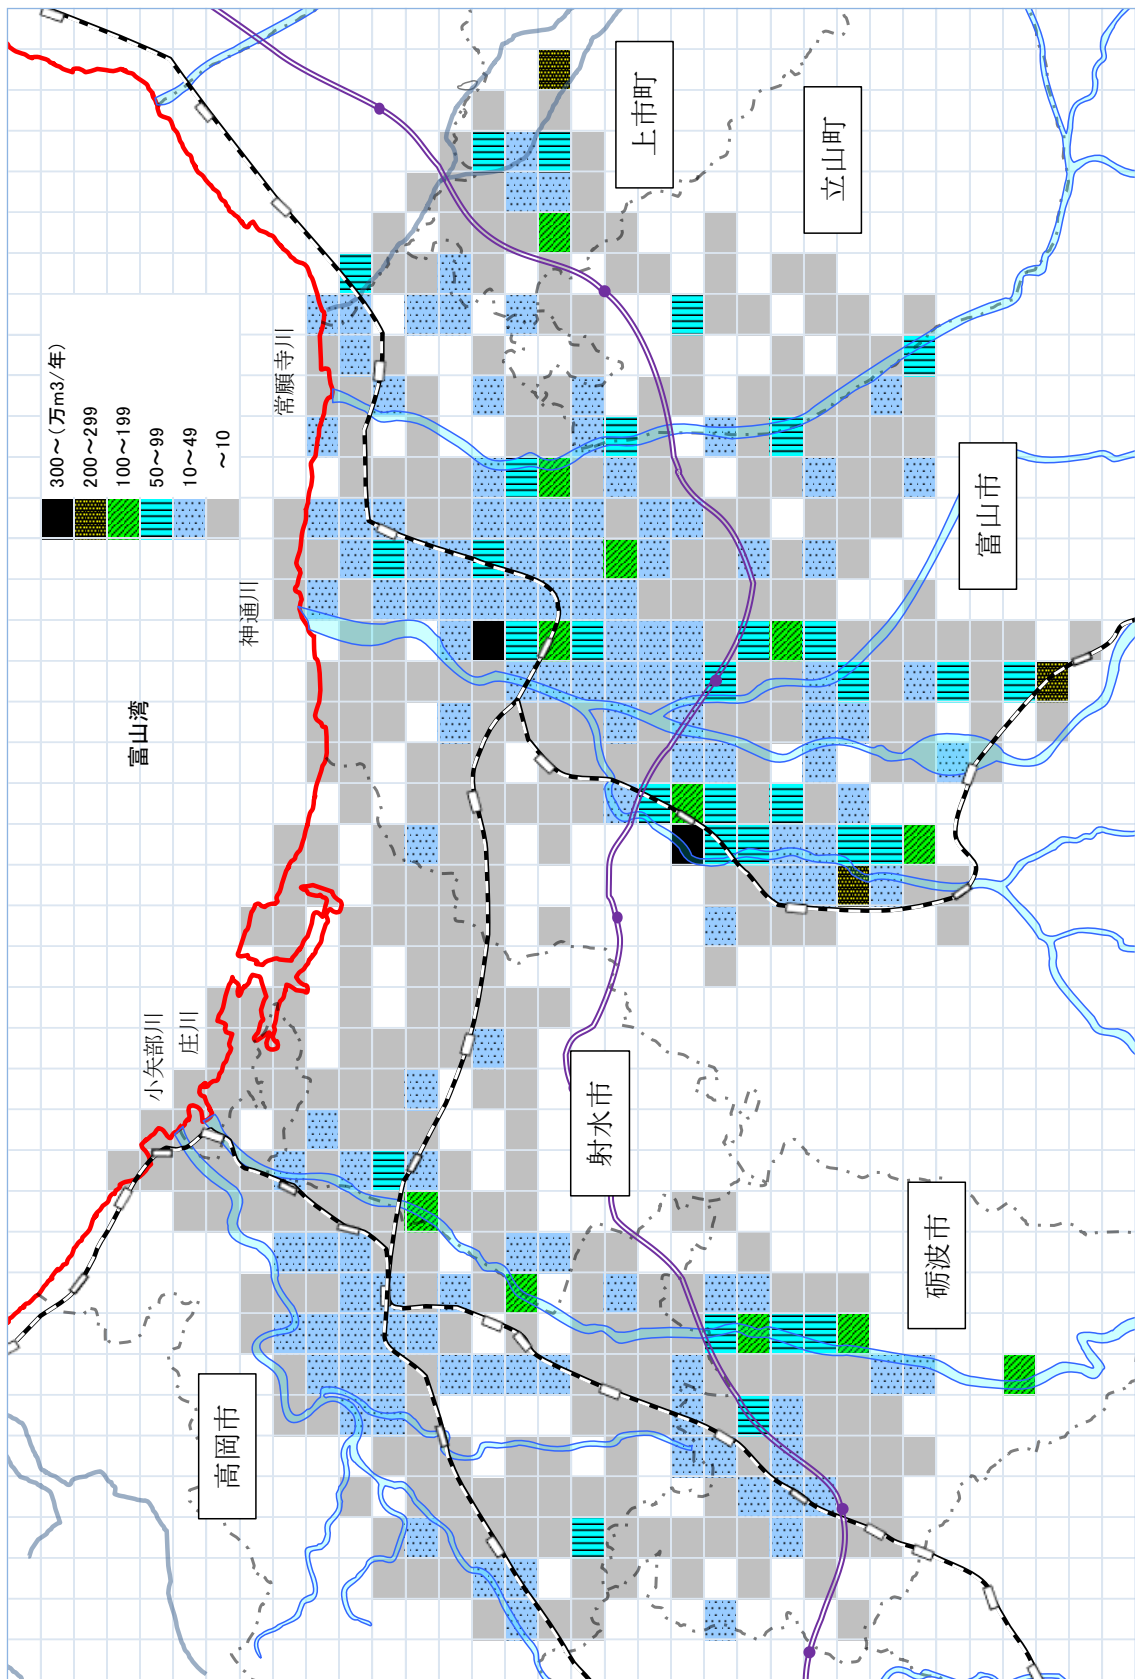 300～(万m3/年)
200～299
100～199
50～99
10～49
～10
富山湾
常願寺川
神通川
庄川
小矢部川
上市町
立山町
富山市
射水市
砺波市
高岡市